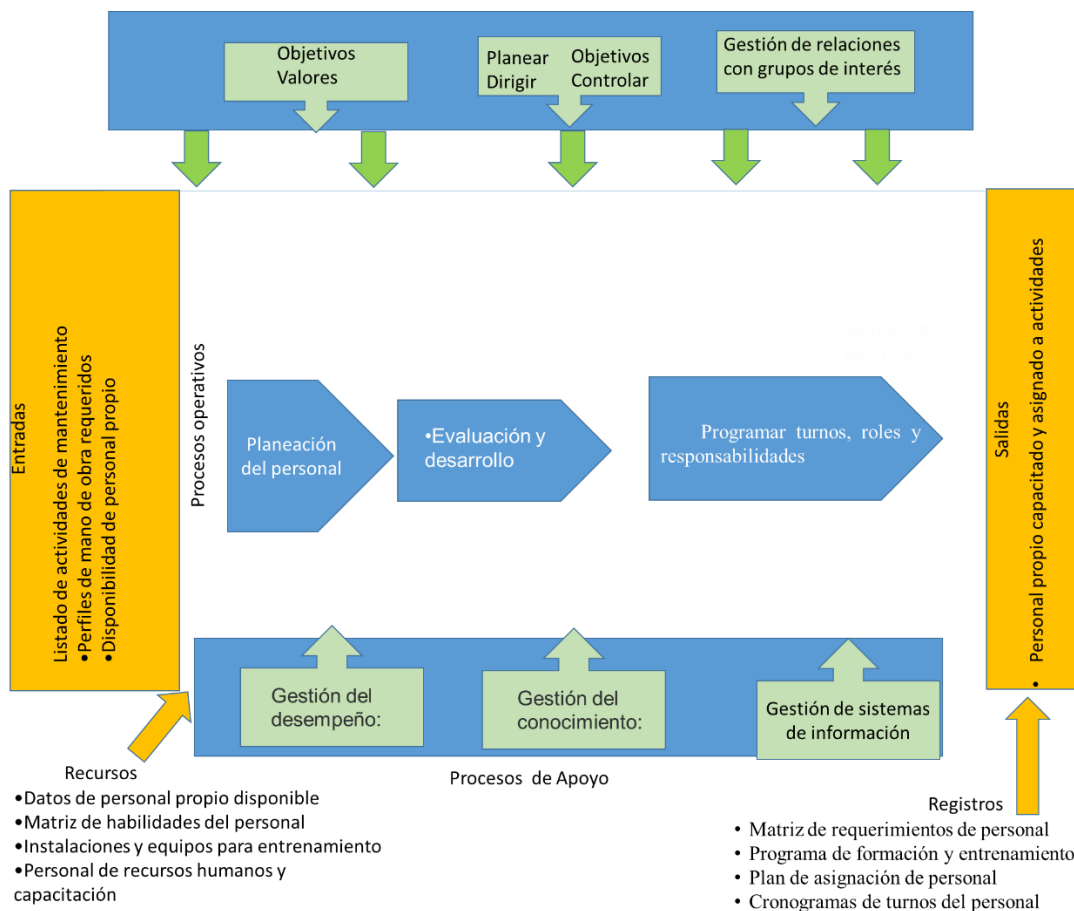 Objetivos
Valores
Planear Objetivos
Dirigir Controlar
Gestión de relaciones
con grupos de interés
Entradas
Listado de actividades de mantenimiento
•Perfiles de mano de obra requeridos
•Disponibilidad de personal propio
Procesos operativos
Planeación
del personal
•Evaluación y
desarrollo
Programar turnos, roles y
responsabilidades
Salidas
• Personal propio capacitado y asignado a actividades
Gestión del
desempeño:
Gestión del
conocimiento:
Gestión de sistemas
de información
Procesos de Apoyo
Recursos
•Datos de personal propio disponible
•Matriz de habilidades del personal
•Instalaciones y equipos para entrenamiento
•Personal de recursos humanos y
capacitación
Registros
• Matriz de requerimientos de personal
• Programa de formación y entrenamiento
• Plan de asignación de personal
• Cronogramas de turnos del personal